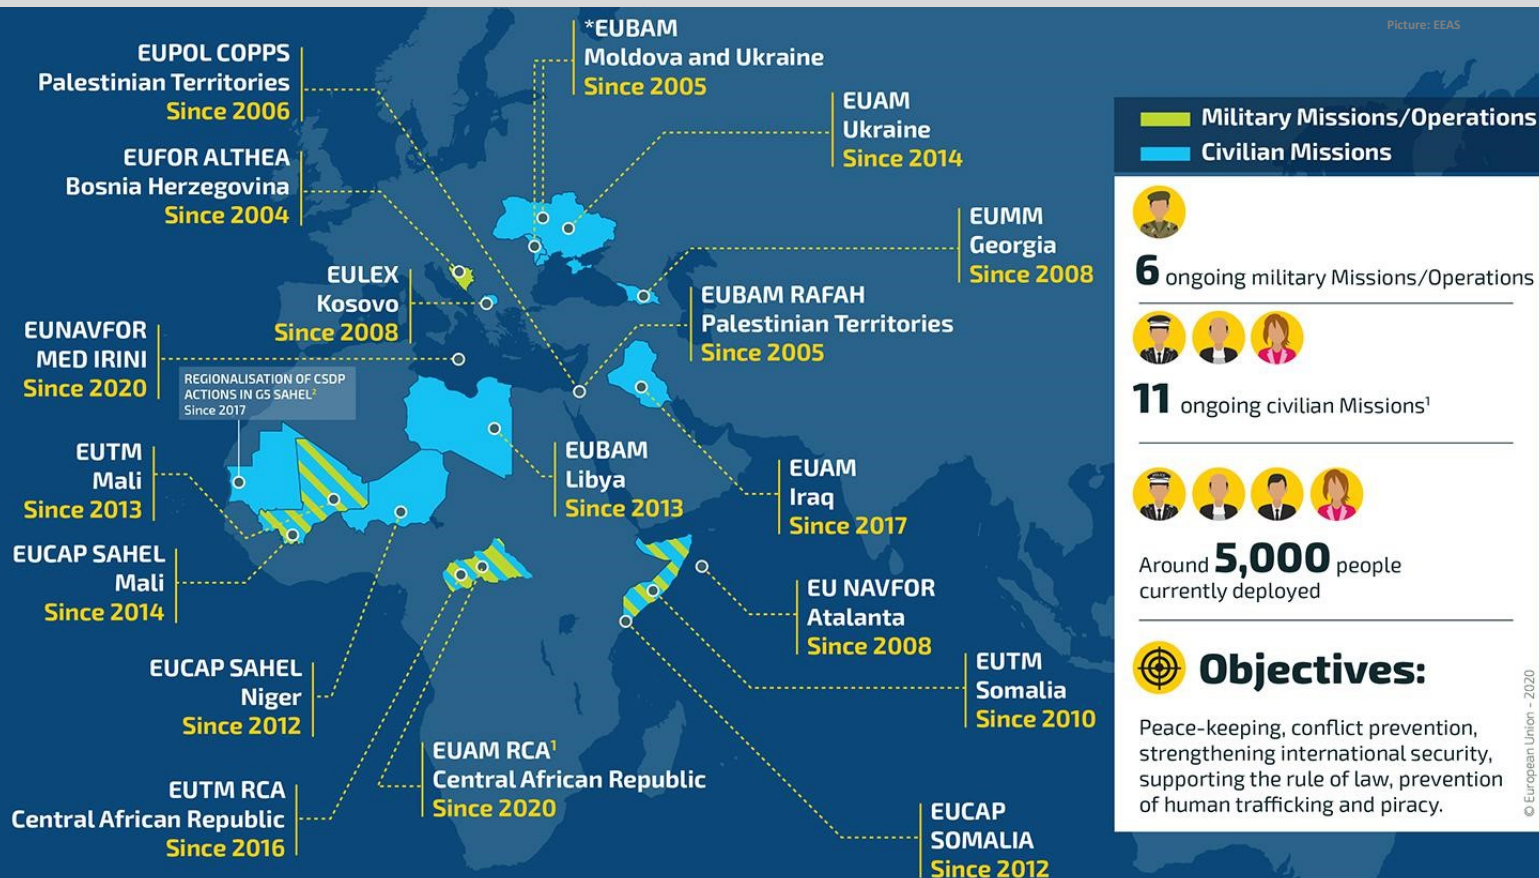 Picture: EEAS
*EUBAM
Moldova and Ukraine
Since 2005
EUPOL COPPS
Palestinian Territories
Since 2006
EUAM
Ukraine
Since 2014
EUFOR ALTHEA
Bosnia Herzegovina
Since 2004
EUMM
Georgia
Since 2008
EULEX
Kosovo
Since 2008
EUBAM RAFAH
Palestinian Territories
Since 2005
EUNAVFOR
MED IRINI
Since 2020
REGIONALISATION OF CSDP
ACTIONS IN G5 SAHEL²
Since 2017
EUTM
Mali
Since 2013
EUBAM
Libya
Since 2013
EUAM
Iraq
Since 2017
EUCAP SAHEL
Mali
Since 2014
EU NAVFOR
Atalanta
Since 2008
EUCAP SAHEL
Niger
Since 2012
EUTM
Somalia
Since 2010
EUAM RCA¹
Central African Republic
Since 2020
EUTM RCA
Central African Republic
Since 2016
EUCAP
SOMALIA
Since 2012
Military Missions/Operations
Civilian Missions
6 ongoing military Missions/Operations
11 ongoing civilian Missions¹
Around 5,000 people
currently deployed
Objectives:
Peace-keeping, conflict prevention,
strengthening international security,
supporting the rule of law, prevention
of human trafficking and piracy.
© European Union - 2020